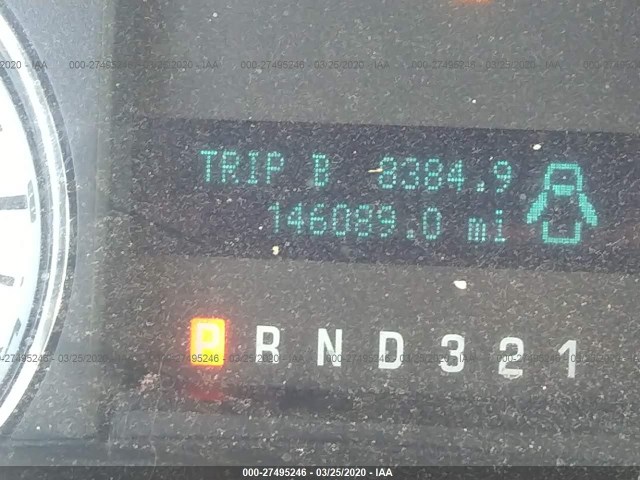 TRIP B 8384.9
146089.0 mi
P R N D 3 2 1
000-27495246 - 03/25/2020 - IAA